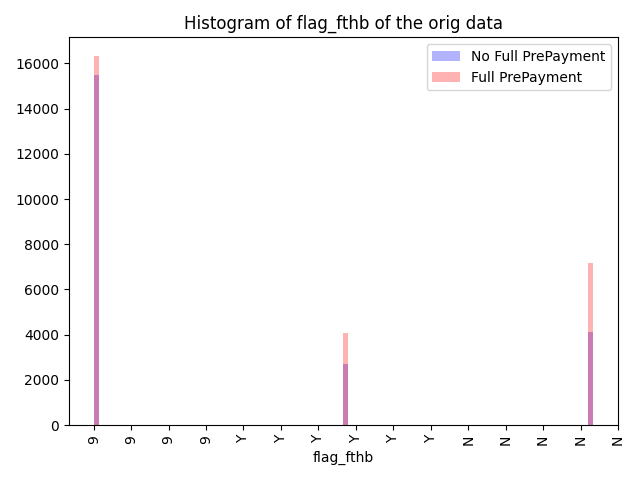 Histogram of flag_fthb of the orig data
No Full PrePayment
Full PrePayment
16000
14000
12000
10000
8000
6000
4000
2000
0
9 9 9 9 Y Y Y Y Y Y N N N N N
flag_fthb